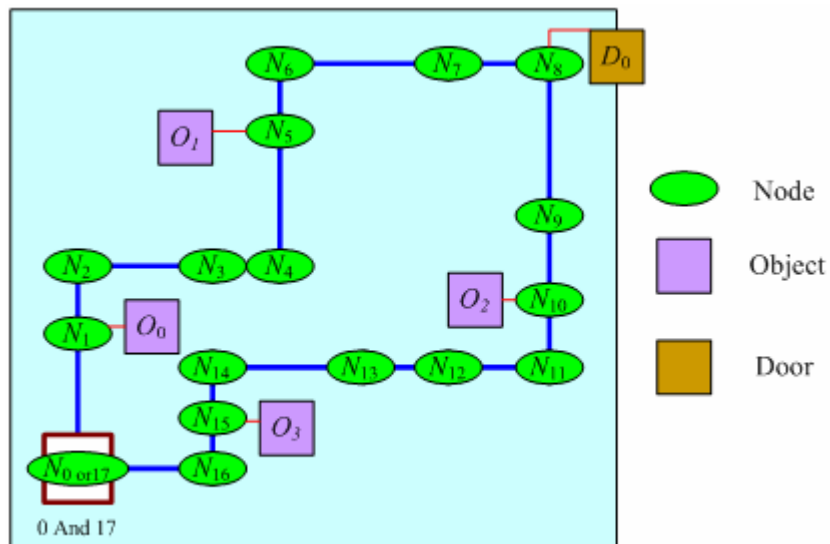 N6
N7
N8
D0
O1
N5
Node
N9
N2
N3
N4
Object
O2
N10
N1
O0
N14
N13
N12
N11
Door
N15
O3
N0 or17
N16
0 And 17